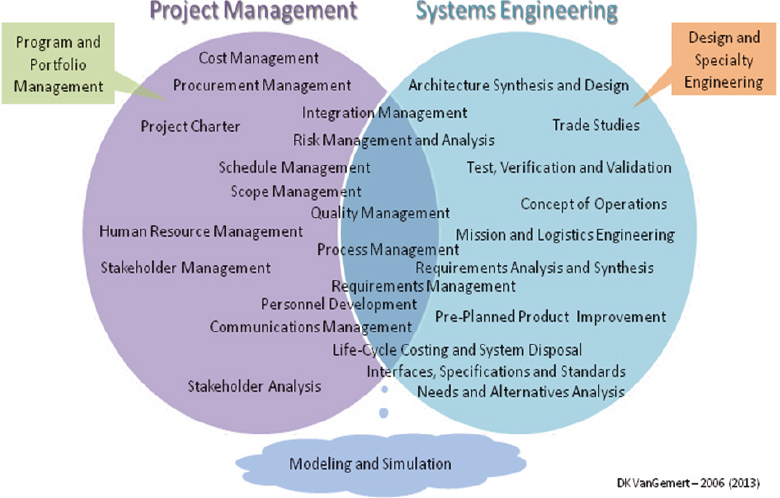 Project Management
Systems Engineering
Program and
Portfolio
Management
Design and
Specialty
Engineering
Cost Management
Procurement Management
Architecture Synthesis and Design
Integration Management
Project Charter
Trade Studies
Risk Management and Analysis
Schedule Management
Test, Verification and Validation
Scope Management
Concept of Operations
Quality Management
Human Resource Management
Mission and Logistics Engineering
Process Management
Stakeholder Management
Requirements Analysis and Synthesis
Requirements Management
Personnel Development
Pre-Planned Product Improvement
Communications Management
Life-Cycle Costing and System Disposal
Interfaces, Specifications and Standards
Stakeholder Analysis
Needs and Alternatives Analysis
Modeling and Simulation
DK VanGemert – 2006 (2013)